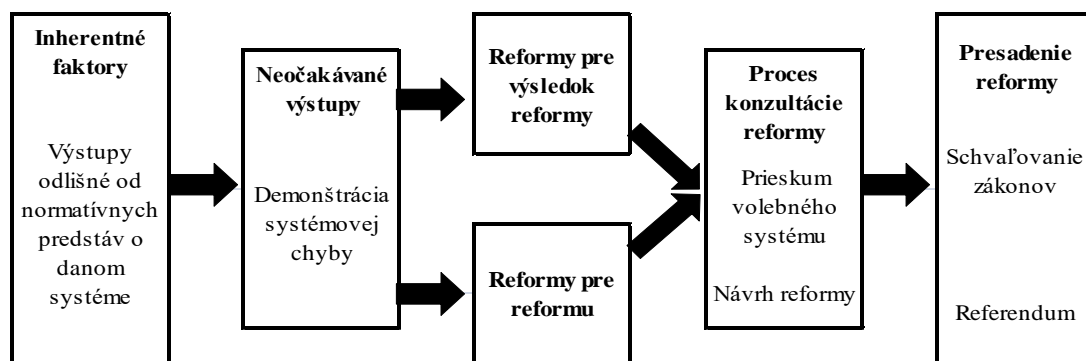 Inherentné
faktory
Výstupy
odlišné od
normatívnych
predstáv o
danom
systéme
Neočakávané
výstupy
Demonštrácia
systémovej
chyby
Reformy pre
výsledok
reformy
Reformy pre
reformu
Proces
konzultácie
reformy
Prieskum
volebného
systému
Návrh reformy
Presadenie
reformy
Schvaľovanie
zákonov
Referendum